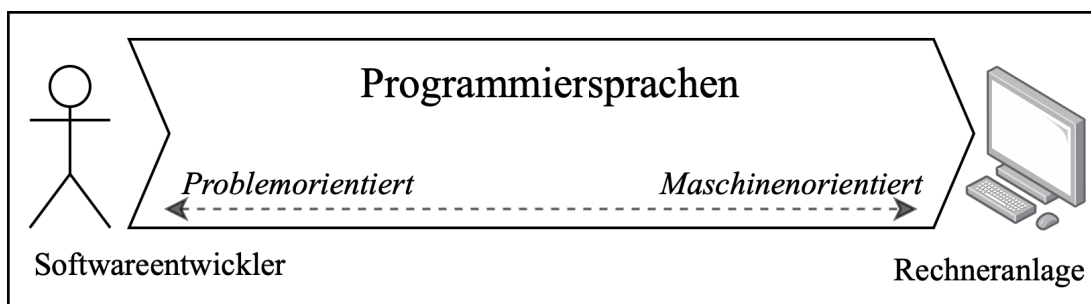 Programmiersprachen
Problemorientiert Maschinenorientiert
Softwareentwickler Rechneranlage